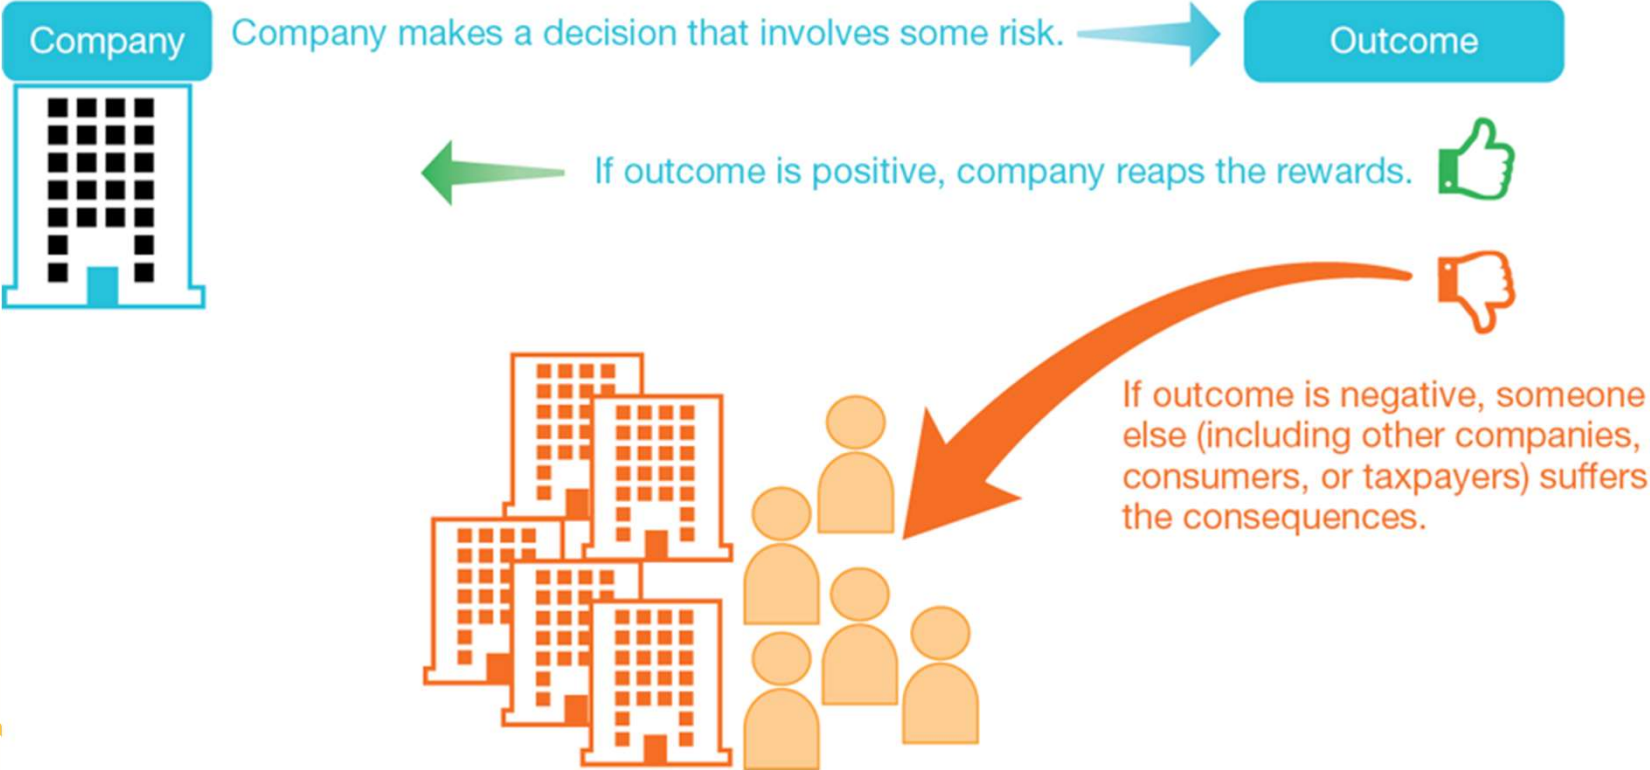 Company
Company makes a decision that involves some risk.
Outcome
If outcome is positive, company reaps the rewards.
If outcome is negative, someone
else (including other companies,
consumers, or taxpayers) suffers
the consequences.